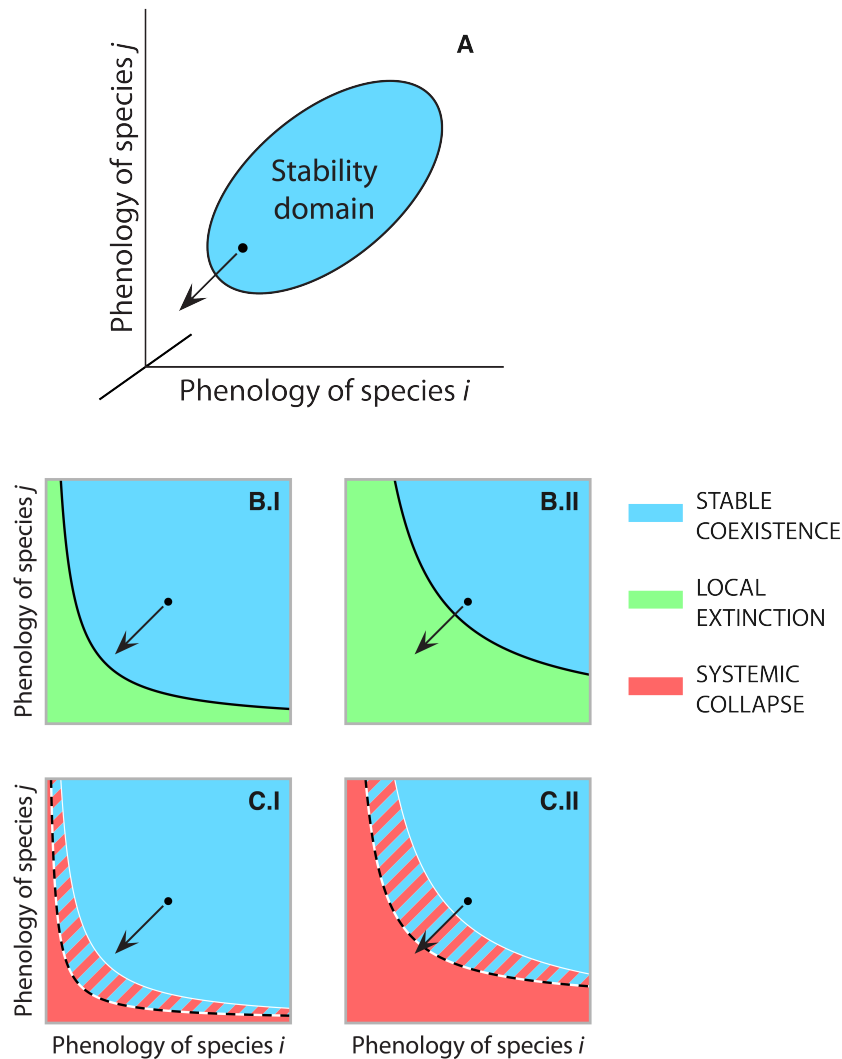 A
Phenology of species j
Stability
domain
Phenology of species i
B.I
B.II
Phenology of species j
STABLE
COEXISTENCE
LOCAL
EXTINCTION
SYSTEMIC
COLLAPSE
C.I
C.II
Phenology of species j
Phenology of species i
Phenology of species i